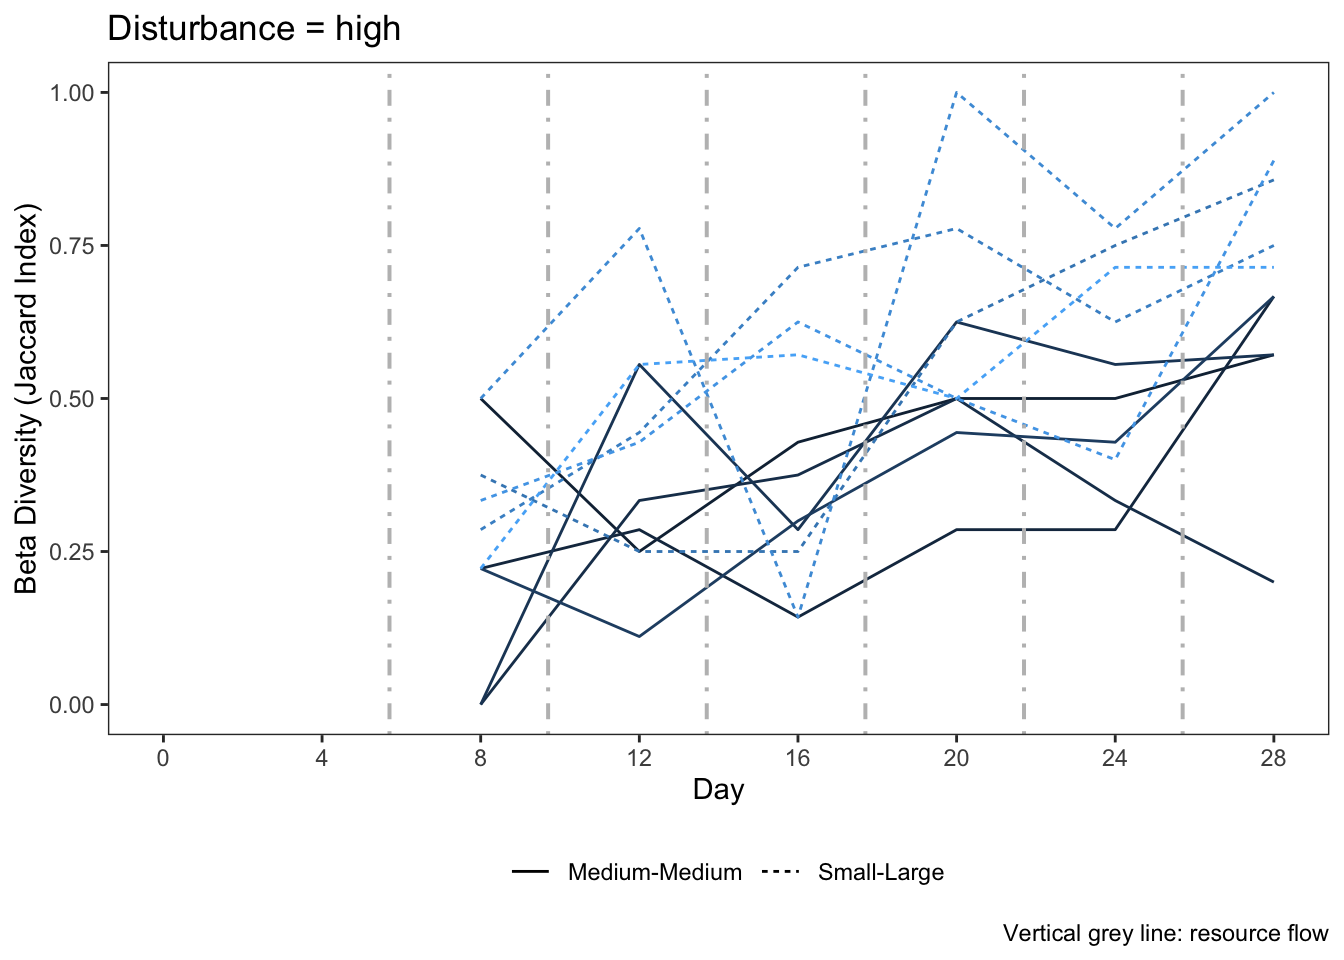 Disturbance = high
Beta Diversity (Jaccard Index)
1.00
0.75
0.50
0.25
0.00
0 4 8 12 16 20 24 28
Day
Medium-Medium Small-Large
Vertical grey line: resource flow